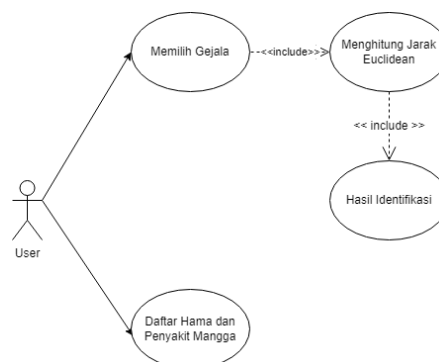 Memilih Gejala
<<include>>
Menghitung Jarak
Euclidean
<< include >>
Hasil Identifikasi
User
Daftar Hama dan
Penyakit Mangga